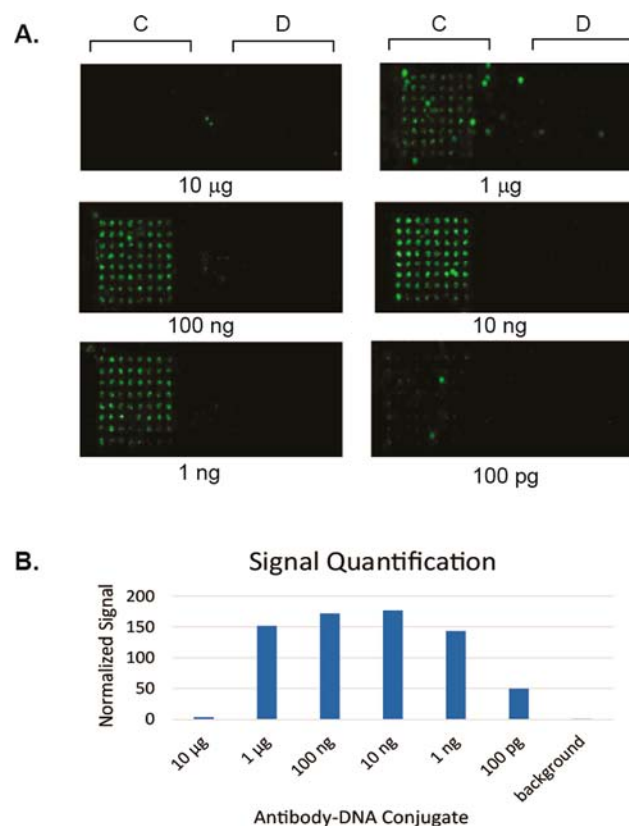 A.
C D C D
10 μg 1 μg
100 ng 10 ng
1 ng 100 pg
B.
Signal Quantification
Normalized Signal
200
150
100
50
0
10 μg 1 μg 100 ng 10 ng 1 ng 100 pg background
Antibody-DNA Conjugate